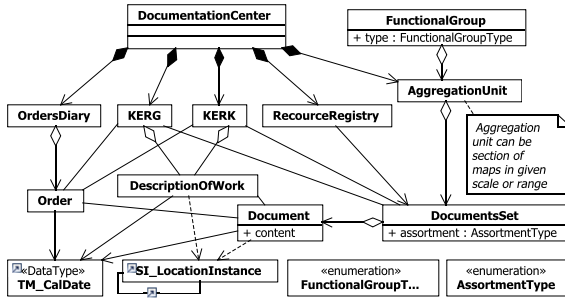 DocumentationCenter
FunctionalGroup
+ type : FunctionalGroupType
AggregationUnit
OrdersDiary
KERG
KERK
RecourceRegistry
Aggregation
unit can be
section of
maps in given
scale or range
DescriptionOfWork
Order
Document
+ content
DocumentsSet
+ assortment : AssortmentType
«DataType»
TM_CalDate
SI_LocationInstance
«enumeration»
FunctionalGroupT...
«enumeration»
AssortmentType